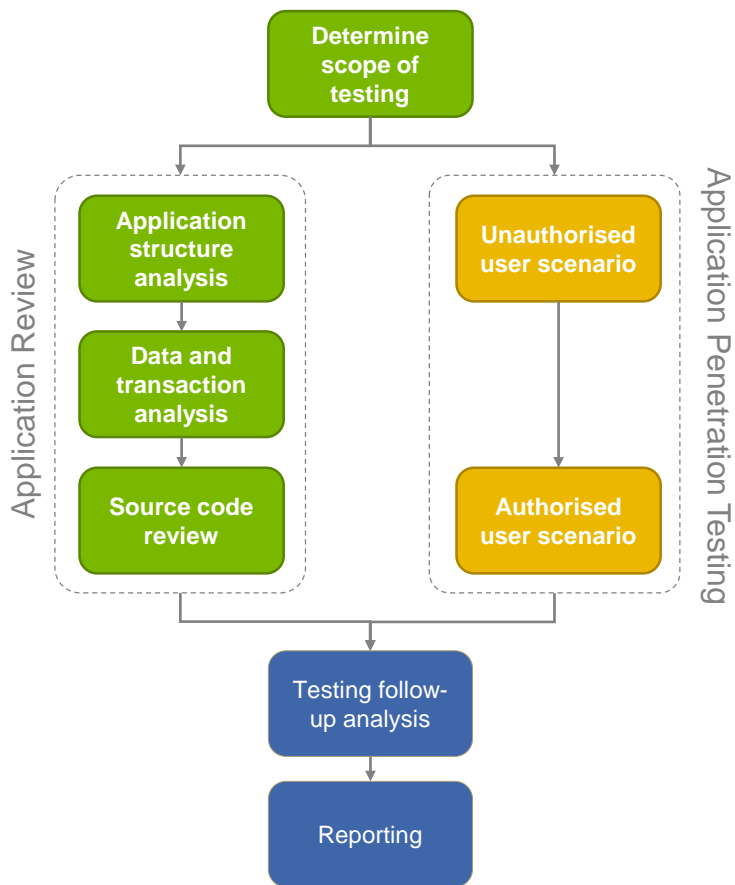 Determine
scope of
testing
Application Review
Application
structure
analysis
Data and
transaction
analysis
Source code
review
Application Penetration Testing
Unauthorised
user scenario
Authorised
user scenario
Testing follow-
up analysis
Reporting